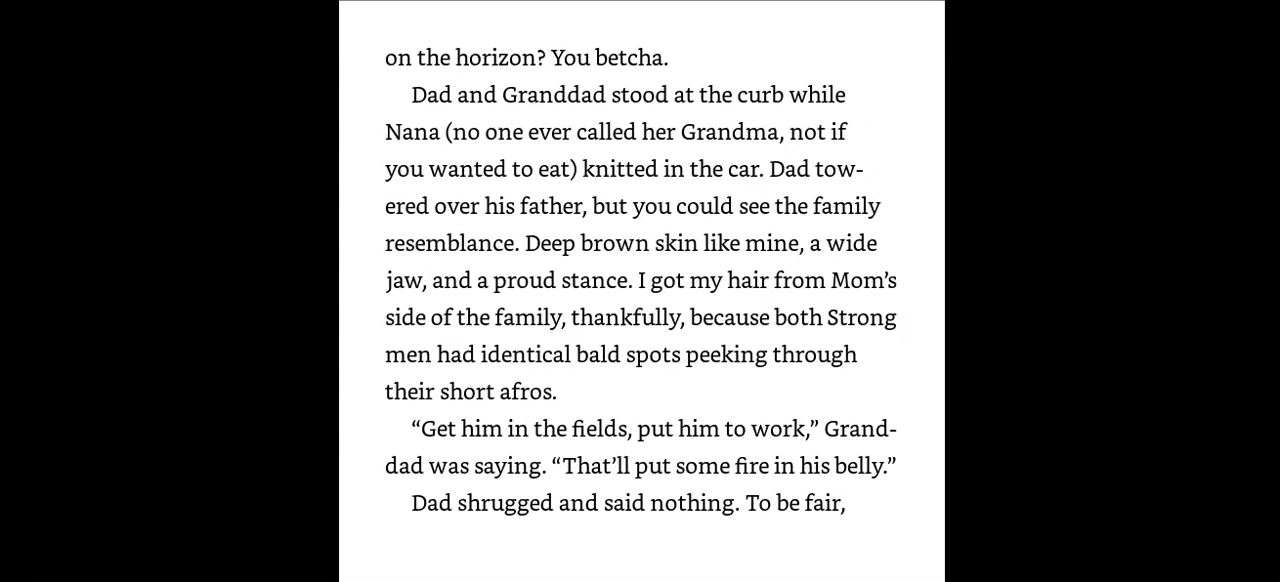 on the horizon? You betcha.
Dad and Granddad stood at the curb while
Nana (no one ever called her Grandma, not if
you wanted to eat) knitted in the car. Dad tow-
ered over his father, but you could see the family
resemblance. Deep brown skin like mine, a wide
jaw, and a proud stance. I got my hair from Mom’s
side of the family, thankfully, because both Strong
men had identical bald spots peeking through
their short afros.
“Get him in the fields, put him to work,” Grand-
dad was saying. “That’ll put some fire in his belly.”
Dad shrugged and said nothing. To be fair,